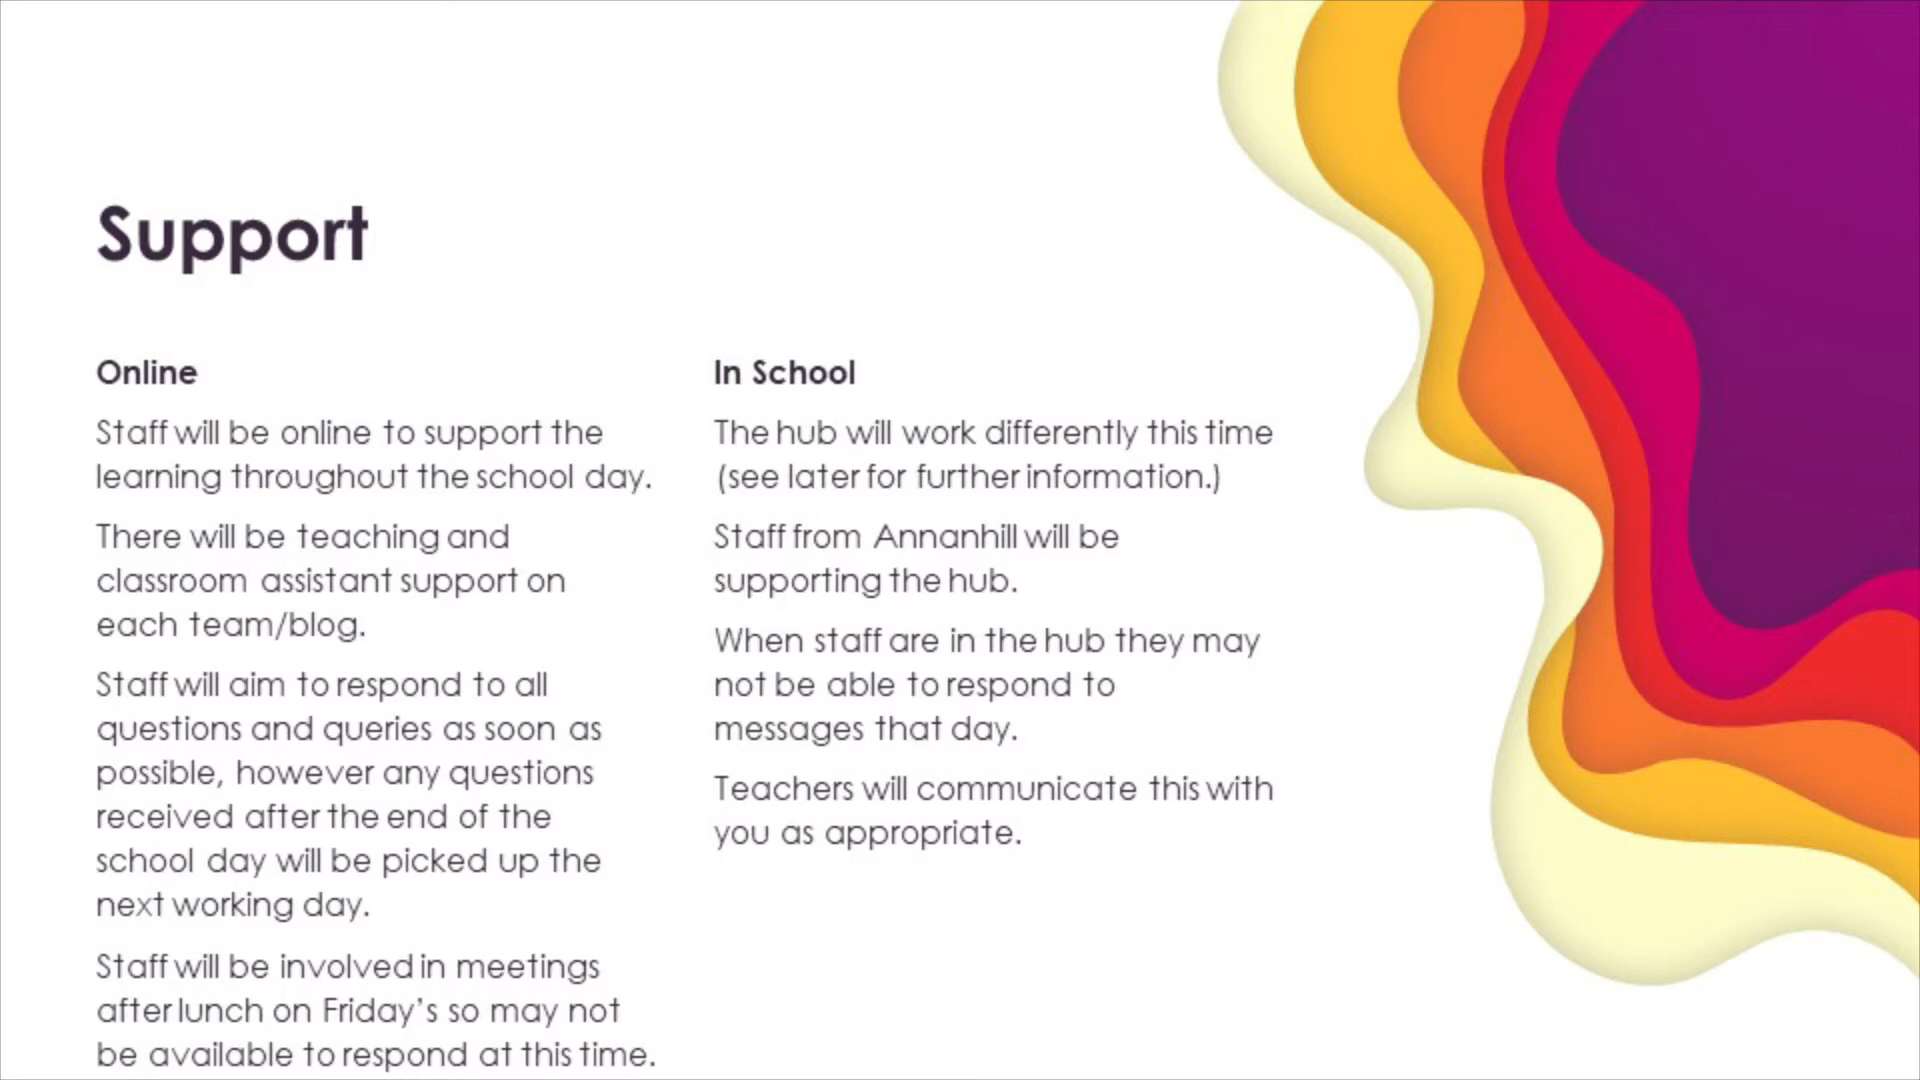 Support
Online
Staff will be online to support the
learning throughout the school day.
There will be teaching and
classroom assistant support on
each team/blog.
Staff will aim to respond to all
questions and queries as soon as
possible, however any questions
received after the end of the
school day will be picked up the
next working day.
Staff will be involved in meetings
after lunch on Friday’s so may not
be available to respond at this time.
In School
The hub will work differently this time
(see later for further information.)
Staff from Annanhill will be
supporting the hub.
When staff are in the hub they may
not be able to respond to
messages that day.
Teachers will communicate this with
you as appropriate.